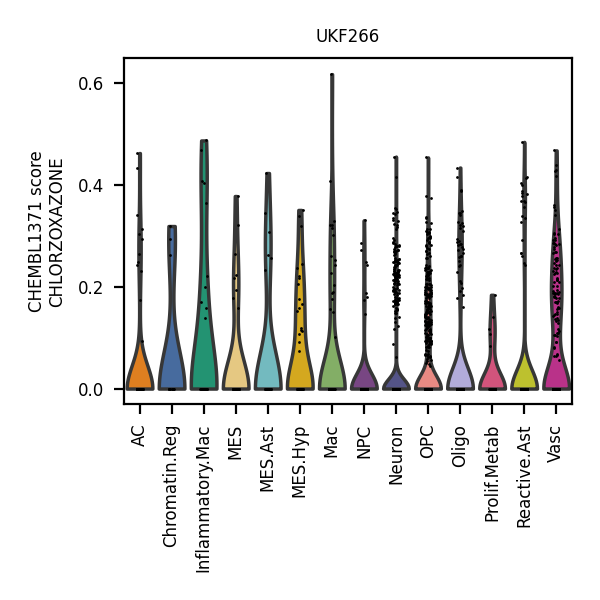 UKF266
CHEMBL1371 score
CHLORZOXAZONE
0.6
0.4
0.2
0.0
AC
Chromatin.Reg
Inflammatory.Mac
MES
MES.Ast
MES.Hyp
Mac
NPC
Neuron
OPC
Oligo
Prolif.Metab
Reactive.Ast
Vasc